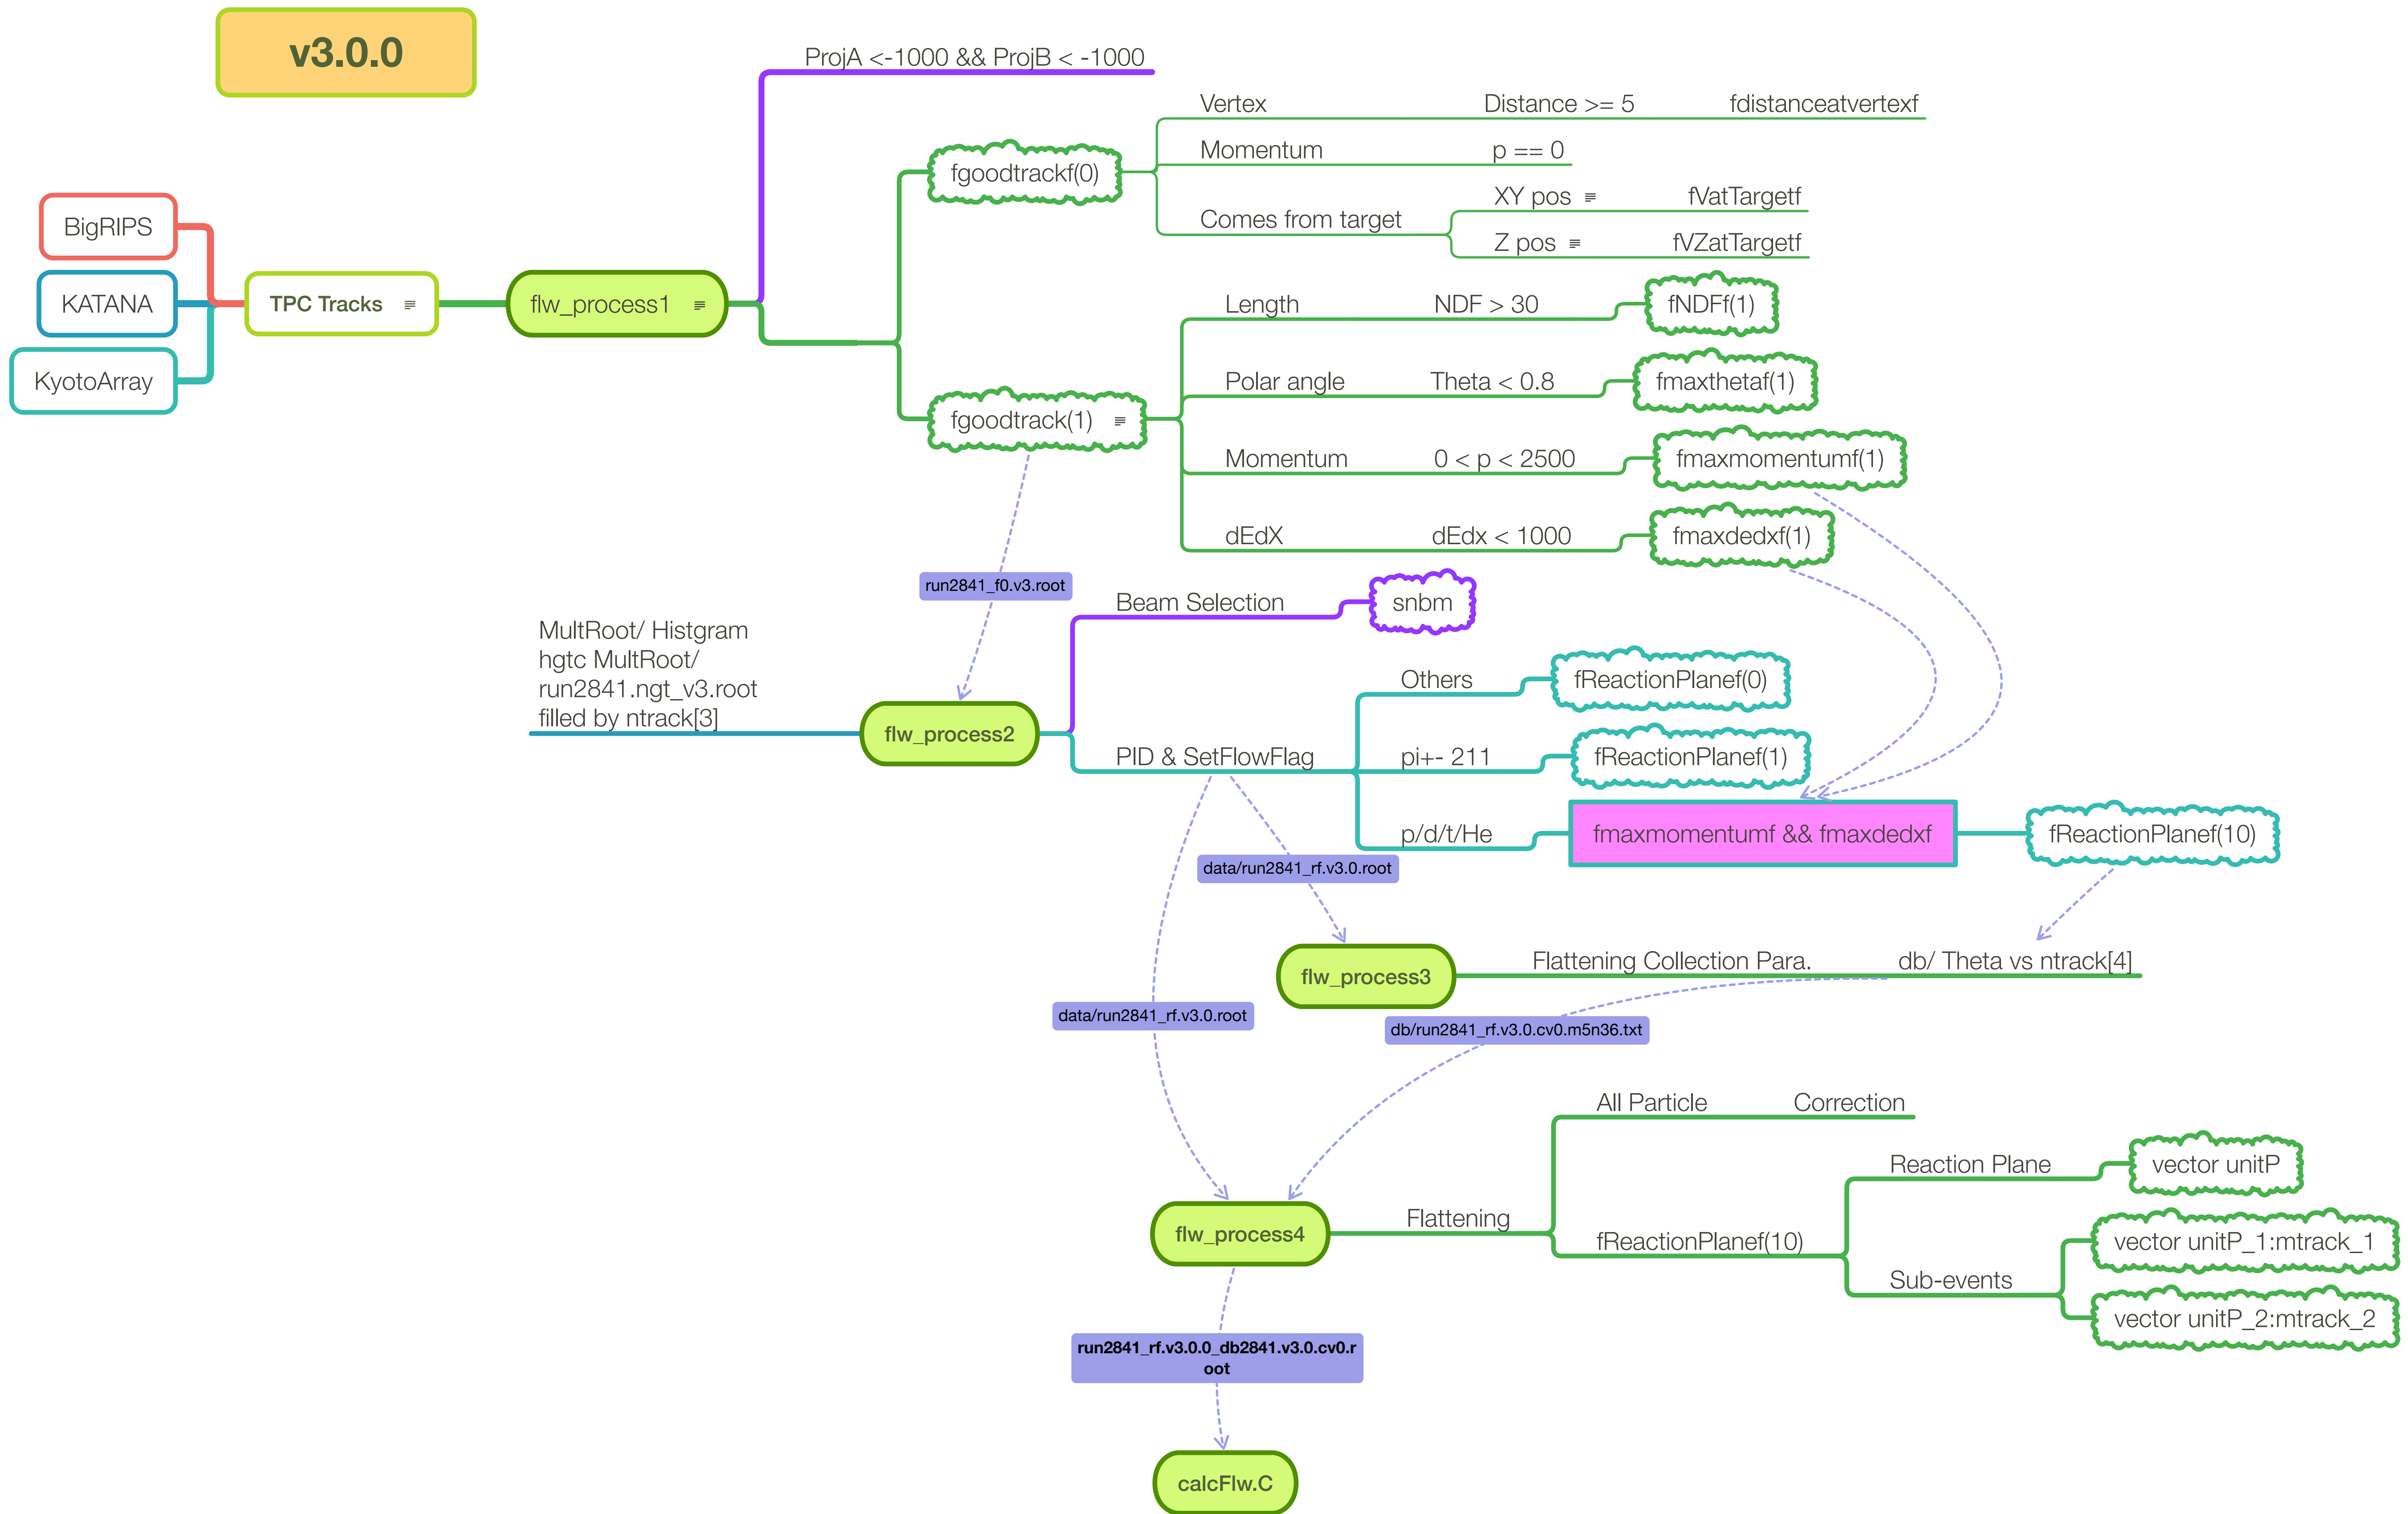 v3.0.0
ProjA <-1000 && ProjB < -1000
BigRIPS
KATANA
KyotoArray
TPC Tracks
flw_process1
fgoodtrackf(0)
Vertex Distance >= 5 fdistanceatvertexf
Momentum p == 0
Comes from target
XY pos fVatTargetf
Z pos fVZatTargetf
fgoodtrack(1)
Length NDF > 30 fNDFf(1)
Polar angle Theta < 0.8 fmaxthetaf(1)
Momentum 0 < p < 2500 fmaxmomentumf(1)
dEdX dEdx < 1000 fmaxdedxf(1)
run2841_f0.v3.root
MultRoot/ Histgram
hgtc MultRoot/
run2841.ngt_v3.root
filled by ntrack[3]
flw_process2
Beam Selection snbm
PID & SetFlowFlag
Others fReactionPlanef(0)
pi+- 211 fReactionPlanef(1)
p/d/t/He fmaxmomentumf && fmaxdedxf fReactionPlanef(10)
data/run2841_rf.v3.0.root
flw_process3
Flattening Collection Para. db/ Theta vs ntrack[4]
data/run2841_rf.v3.0.root
db/run2841_rf.v3.0.cv0.m5n36.txt
flw_process4
Flattening
All Particle Correction
fReactionPlanef(10)
Reaction Plane vector unitP
Sub-events
vector unitP_1:mtrack_1
vector unitP_2:mtrack_2
run2841_rf.v3.0.0_db2841.v3.0.cv0.r
oot
calcFlw.C